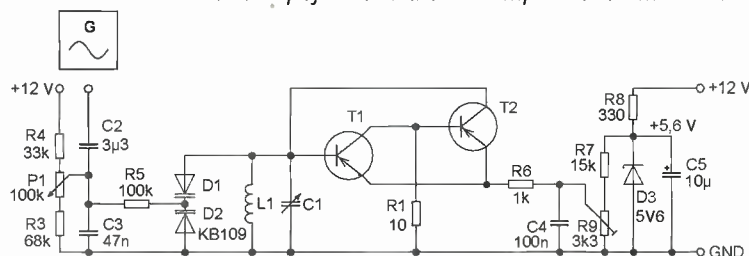 G
+12 V
R4
33k
P1
100k
R3
68k
C2
3µ3
C3
47n
R5
100k
D1
D2
KB109
L1
C1
T1
T2
R1
10
R6
1k
C4
100n
R7
15k
R9
3k3
R8
330
+5,6 V
D3
5V6
+
C5
10µ
+12 V
GND